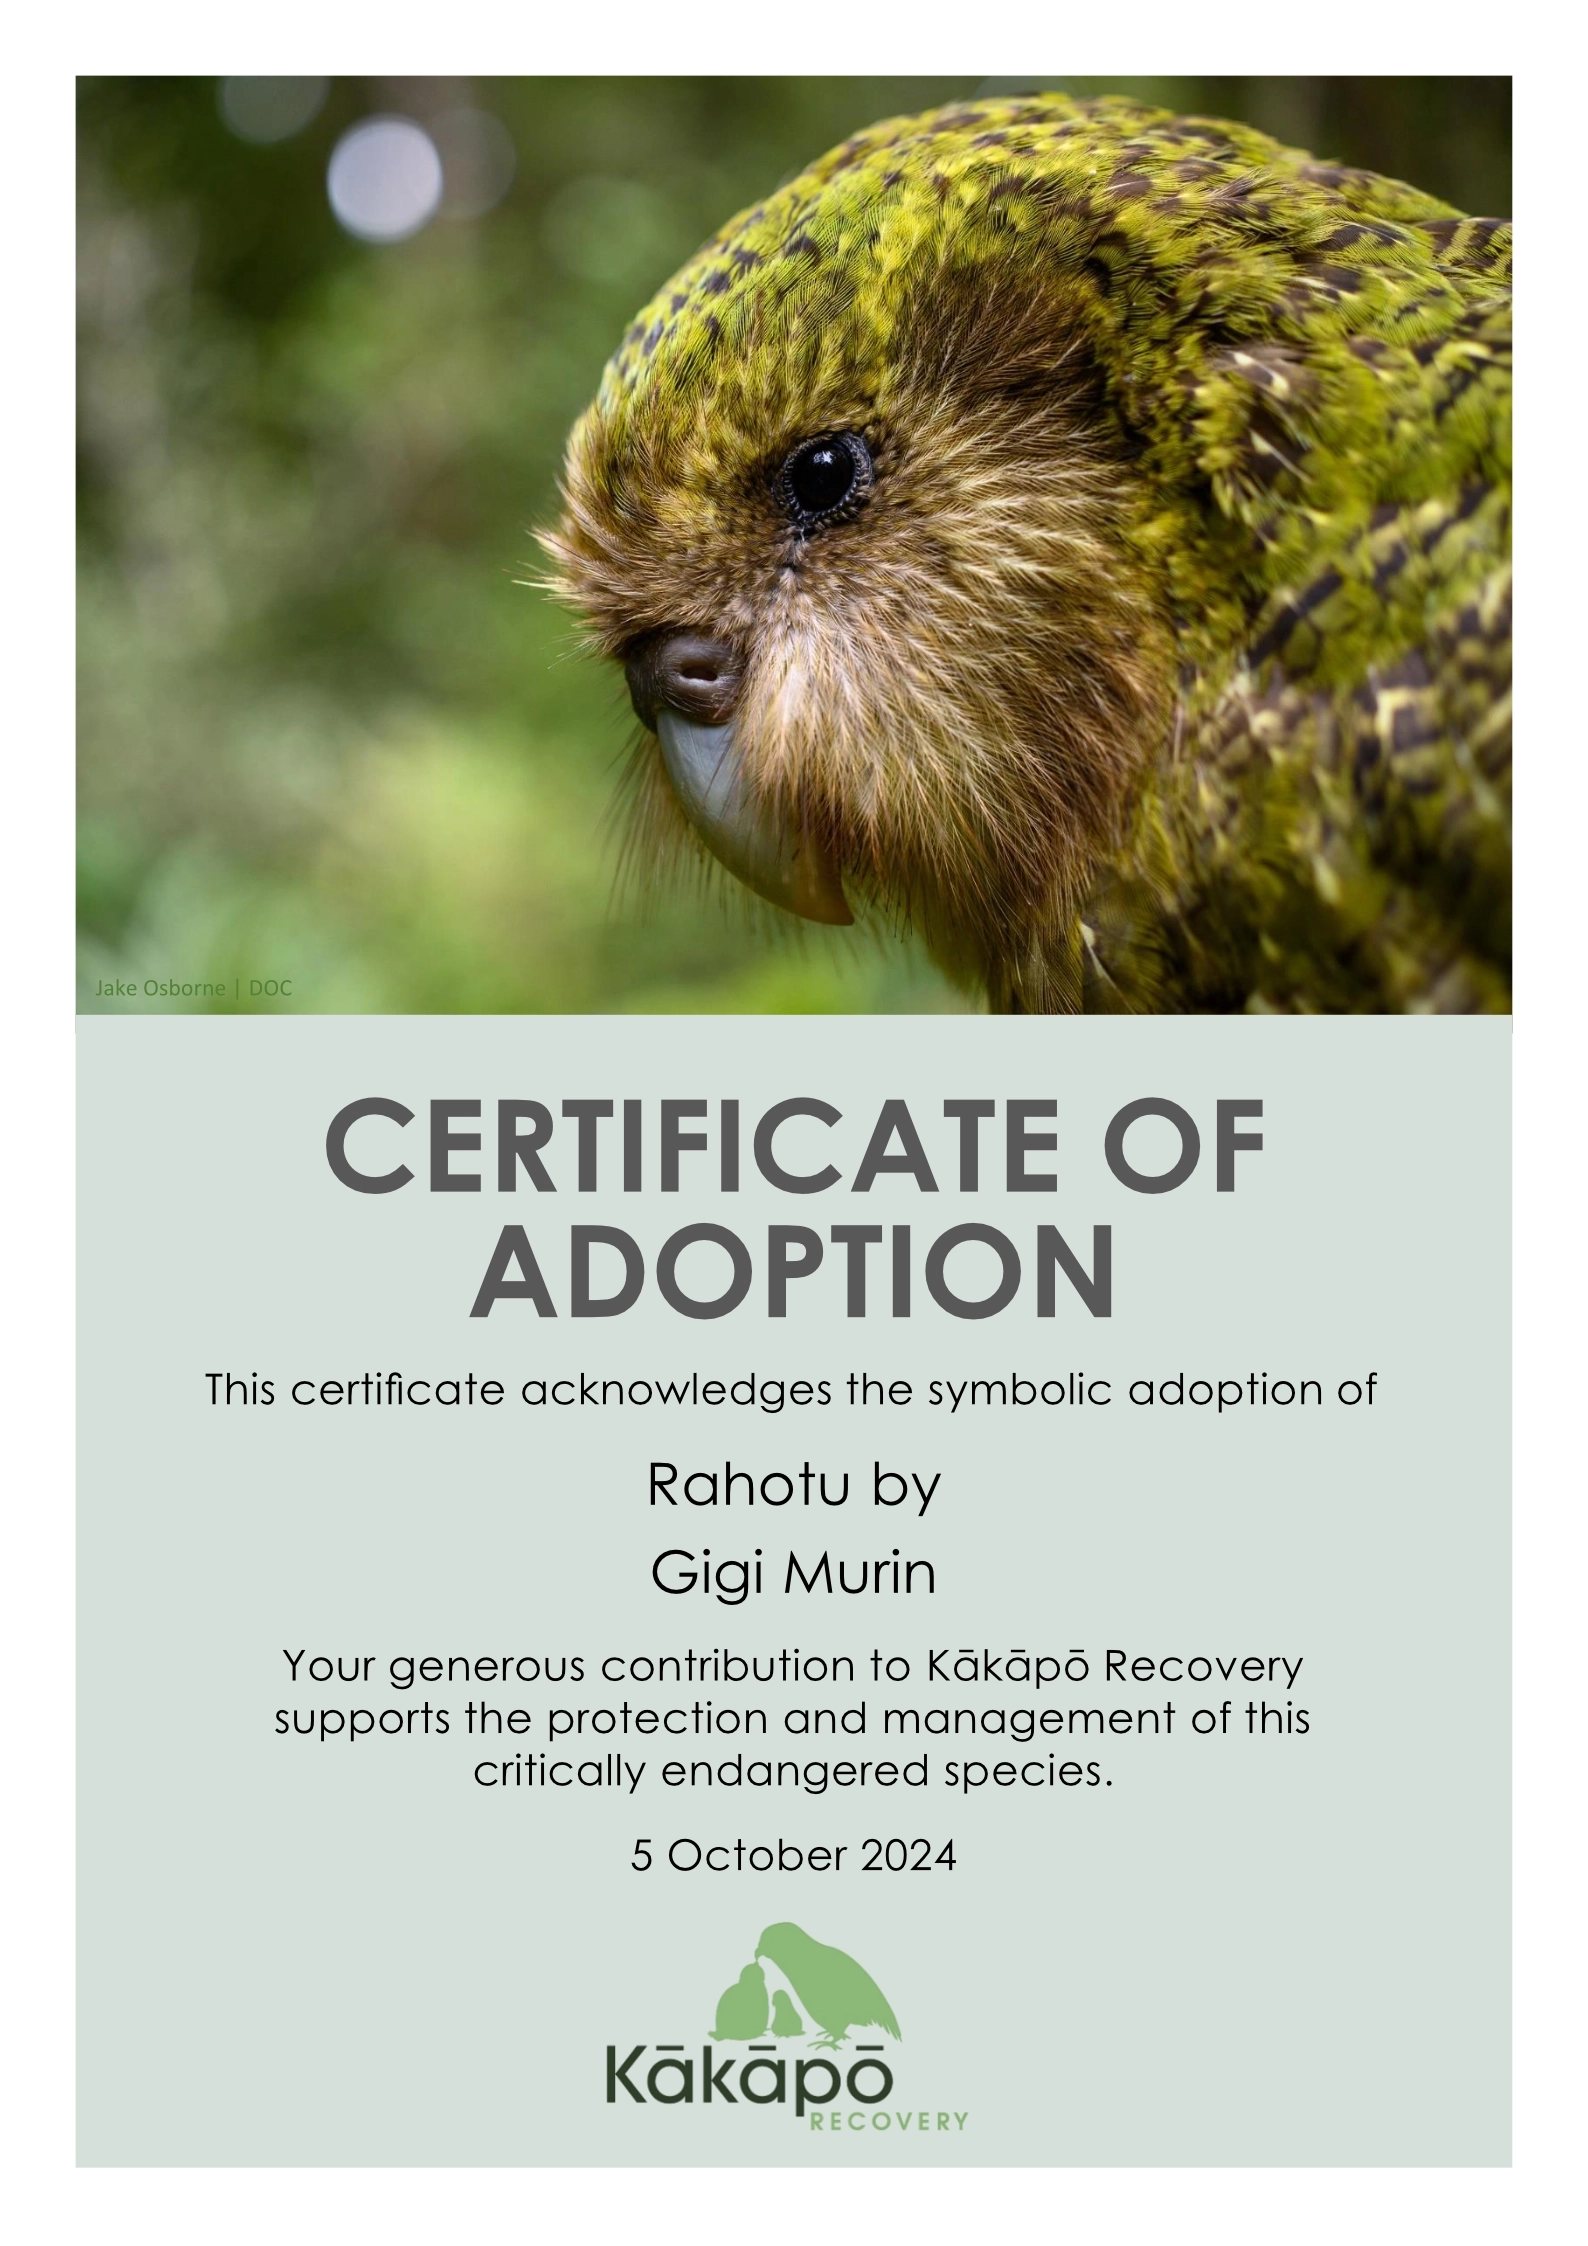 Jake Osborne | DOC
CERTIFICATE OF
ADOPTION
This certificate acknowledges the symbolic adoption of
Rahotu by
Gigi Murin
Your generous contribution to Kākāpō Recovery
supports the protection and management of this
critically endangered species.
5 October 2024
Kākāpō
RECOVERY